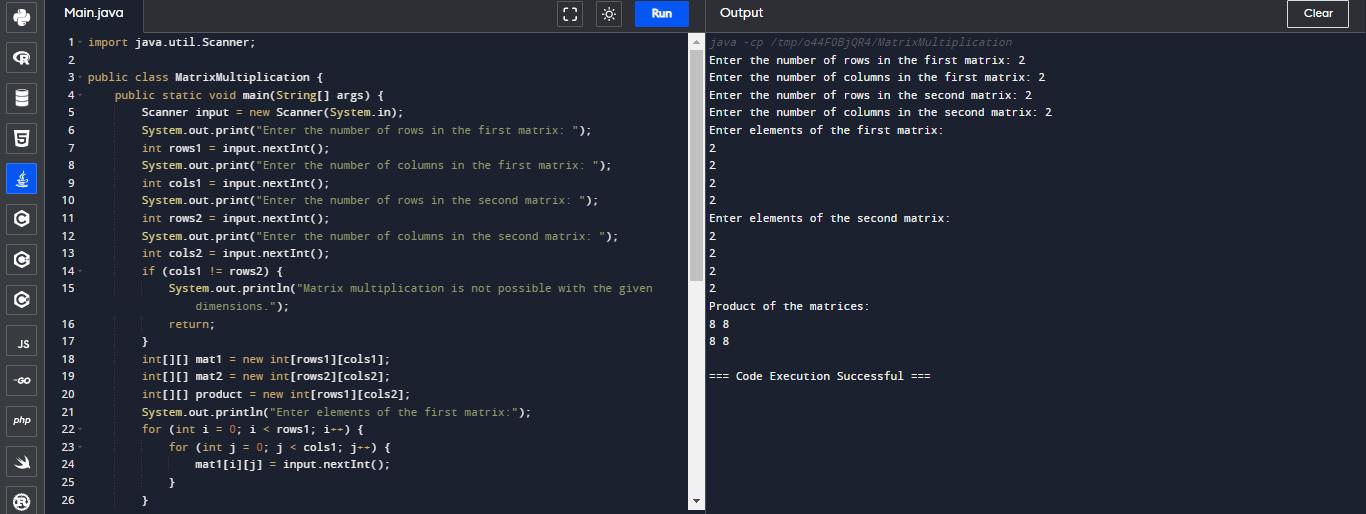 Main.java
Run
Output
Clear
1 import java.util.Scanner;
2
3 public class MatrixMultiplication {
4 public static void main(String[] args) {
5 Scanner input = new Scanner(System.in);
6 System.out.print("Enter the number of rows in the first matrix: ");
7 int rows1 = input.nextInt();
8 System.out.print("Enter the number of columns in the first matrix: ");
9 int cols1 = input.nextInt();
10 System.out.print("Enter the number of rows in the second matrix: ");
11 int rows2 = input.nextInt();
12 System.out.print("Enter the number of columns in the second matrix: ");
13 int cols2 = input.nextInt();
14 if (cols1 != rows2) {
15 System.out.println("Matrix multiplication is not possible with the given
dimensions.");
16 return;
17 }
18 int[][] mat1 = new int[rows1][cols1];
19 int[][] mat2 = new int[rows2][cols2];
20 int[][] product = new int[rows1][cols2];
21 System.out.println("Enter elements of the first matrix:");
22 for (int i = 0; i < rows1; i++) {
23 for (int j = 0; j < cols1; j++) {
24 mat1[i][j] = input.nextInt();
25 }
26 }
java -cp /tmp/o44FOBjQR4/MatrixMultiplication
Enter the number of rows in the first matrix: 2
Enter the number of columns in the first matrix: 2
Enter the number of rows in the second matrix: 2
Enter the number of columns in the second matrix: 2
Enter elements of the first matrix:
2
2
2
2
Enter elements of the second matrix:
2
2
2
2
Product of the matrices:
8 8
8 8
=== Code Execution Successful ===
R
5
C
C
C
JS
GO
php